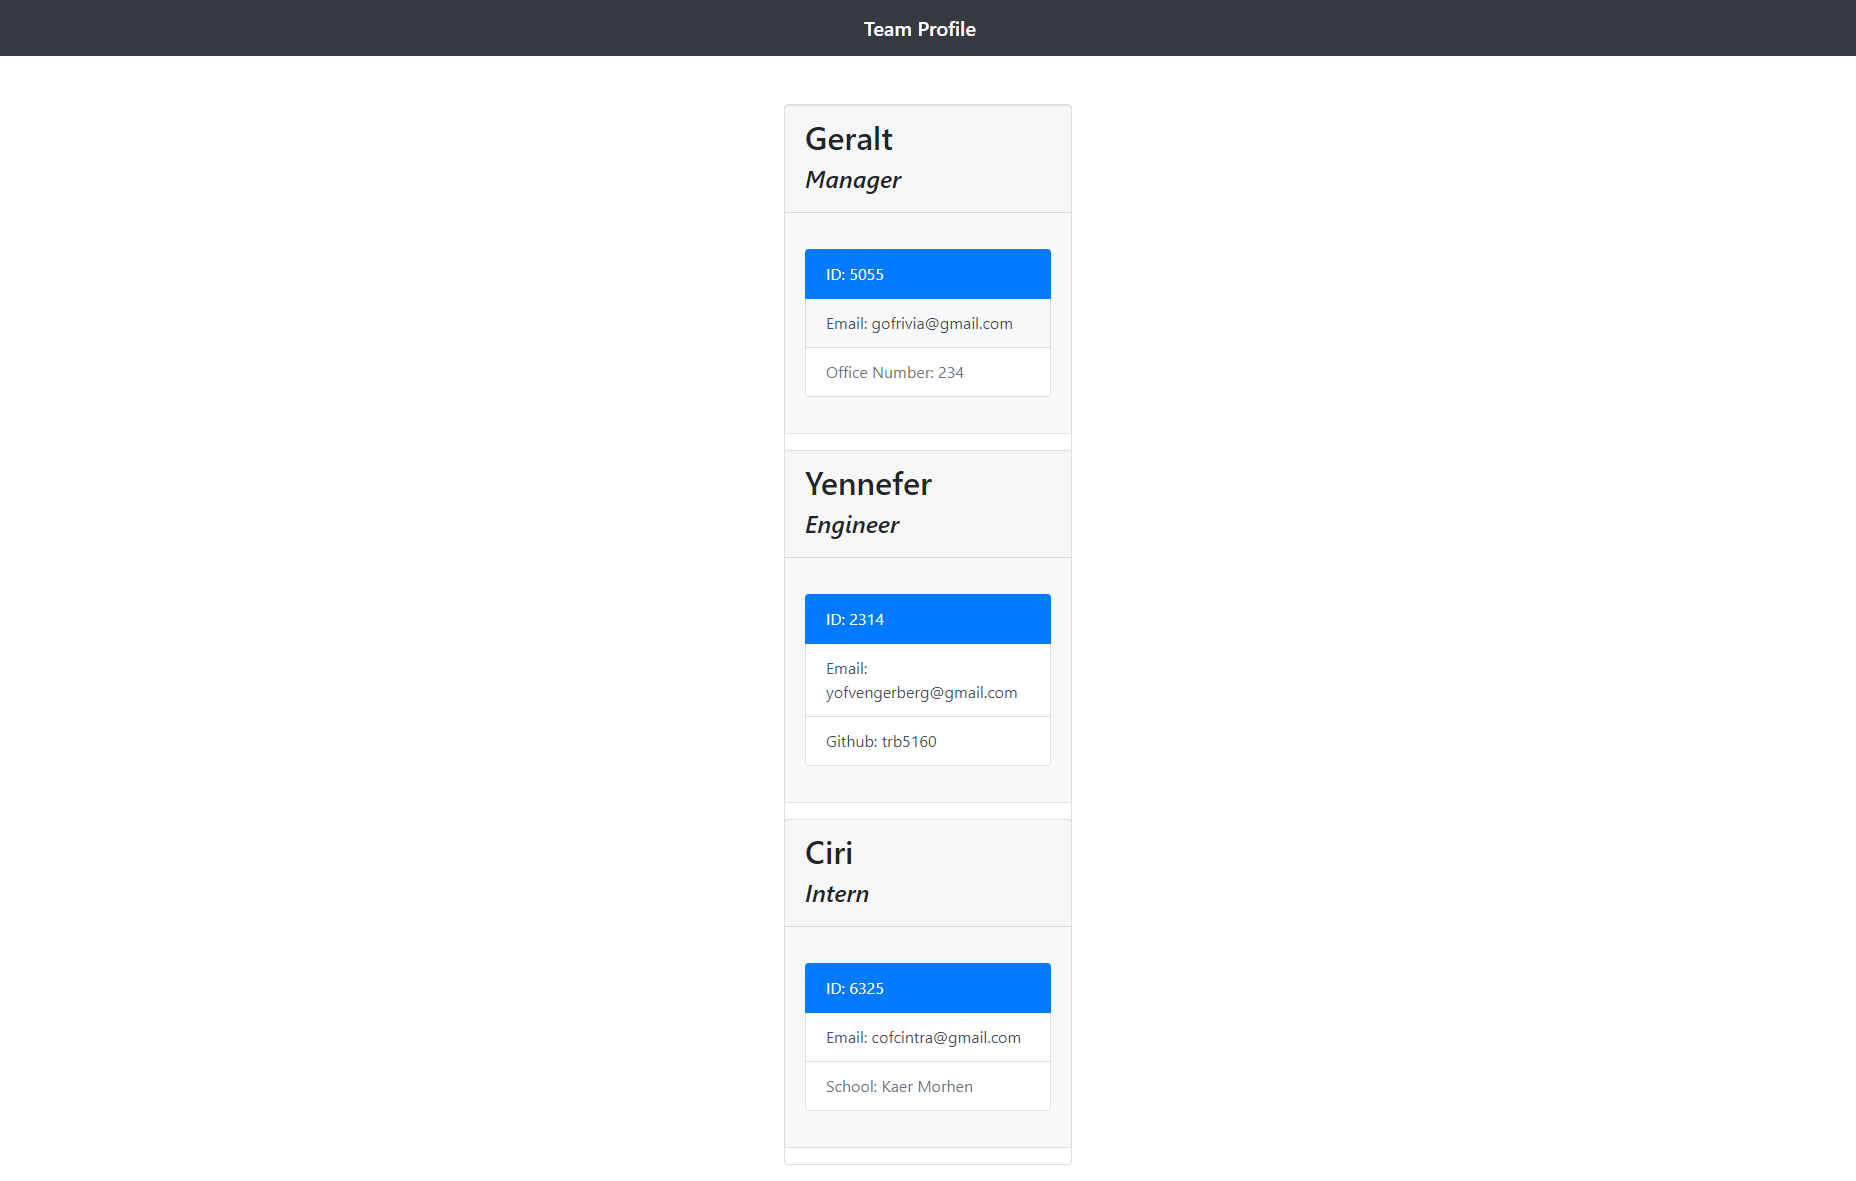 Team Profile
Geralt
Manager
ID: 5055
Email: gofrivia@gmail.com
Office Number: 234
Yennefer
Engineer
ID: 2314
Email:
yofvengerberg@gmail.com
Github: trb5160
Ciri
Intern
ID: 6325
Email: cofcintra@gmail.com
School: Kaer Morhen